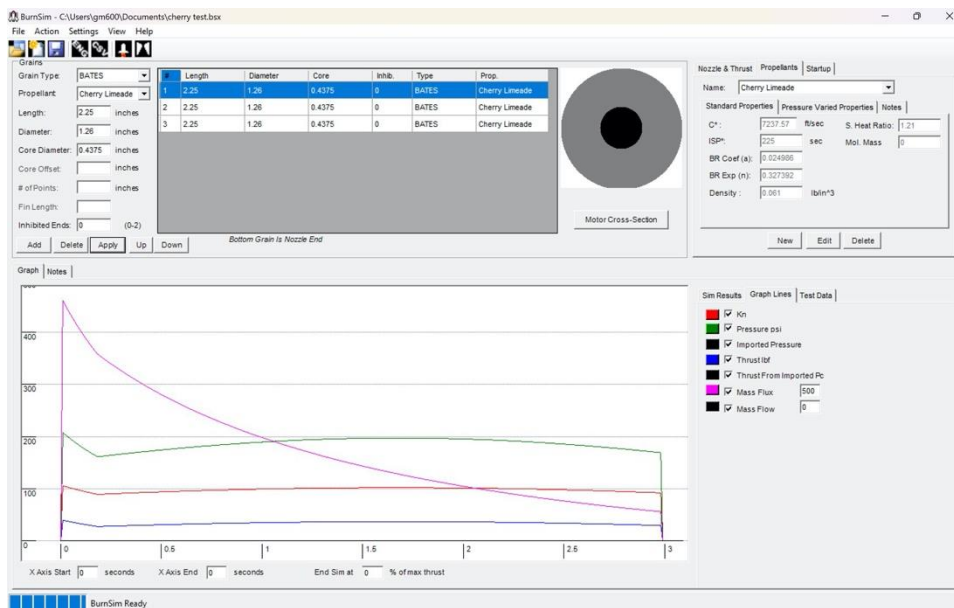 BurnSim - C:\Users\gm600\Documents\cherry test.bsx
File Action Settings View Help
ENG CSV
Grains
Grain Type: BATES
Propellant: Cherry Limeade
Length: 2.25 inches
Diameter: 1.26 inches
Core Diameter: 0.4375 inches
Core Offset: inches
# of Points: inches
Fin Length:
Inhibited Ends: 0 (0-2)
Add Delete Apply Up Down
# Length Diameter Core Inhib. Type Prop.
1 2.25 1.26 0.4375 0 BATES Cherry Limeade
2 2.25 1.26 0.4375 0 BATES Cherry Limeade
3 2.25 1.26 0.4375 0 BATES Cherry Limeade
Bottom Grain Is Nozzle End
Motor Cross-Section
Nozzle & Thrust Propellants Startup
Name: Cherry Limeade
Standard Properties Pressure Varied Properties Notes
C*: 7237.57 ft/sec S. Heat Ratio: 1.21
ISP*: 225 sec Mol. Mass 0
BR Coef (a): 0.024986
BR Exp (n): 0.327392
Density : 0.061 lb/in^3
New Edit Delete
Graph Notes
400
300
200
100
0 0 0.5 1 1.5 2 2.5 3
X Axis Start 0 seconds X Axis End 0 seconds End Sim at 0 % of max thrust
Sim Results Graph Lines Test Data
Kn
Pressure psi
Imported Pressure
Thrust lbf
Thrust From Imported Pc
Mass Flux 500
Mass Flow 0
BurnSim Ready